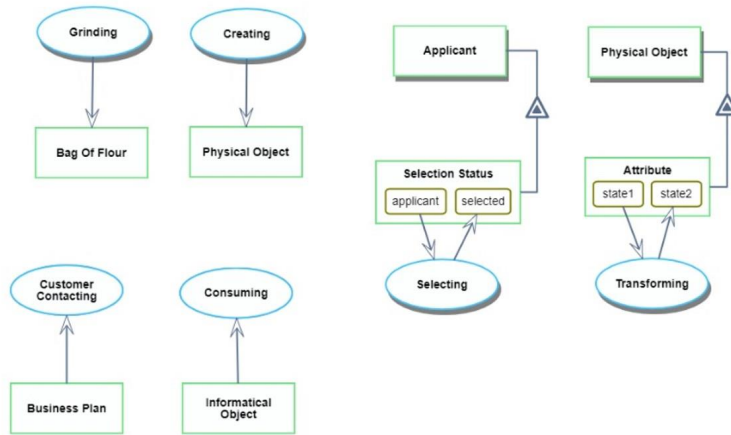 Grinding
Creating
Applicant
Physical Object
Bag Of Flour
Physical Object
Selection Status
applicant
selected
Attribute
state1
state2
Customer
Contacting
Consuming
Selecting
Transforming
Business Plan
Informatical
Object